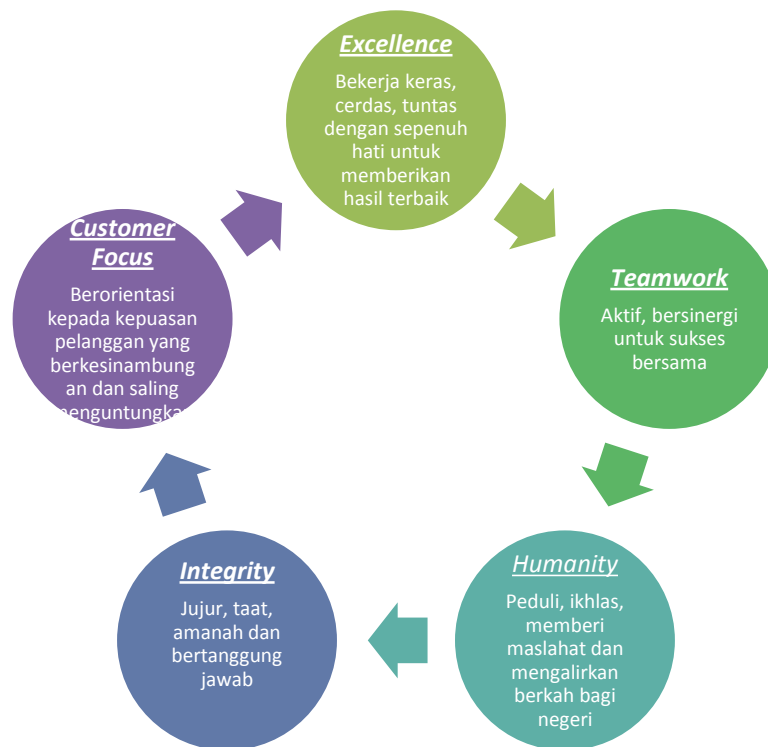 Excellence
Bekerja keras,
cerdas, tuntas
dengan sepenuh
hati untuk
memberikan
hasil terbaik
Teamwork
Aktif, bersinergi
untuk sukses
bersama
Humanity
Peduli, ikhlas,
memberi
maslahat dan
mengalirkan
berkah bagi
negeri
Integrity
Jujur, taat,
amanah dan
bertanggung
jawab
Customer
Focus
Berorientasi
kepada kepuasan
pelanggan yang
berkesinambung
an dan saling
menguntungkan